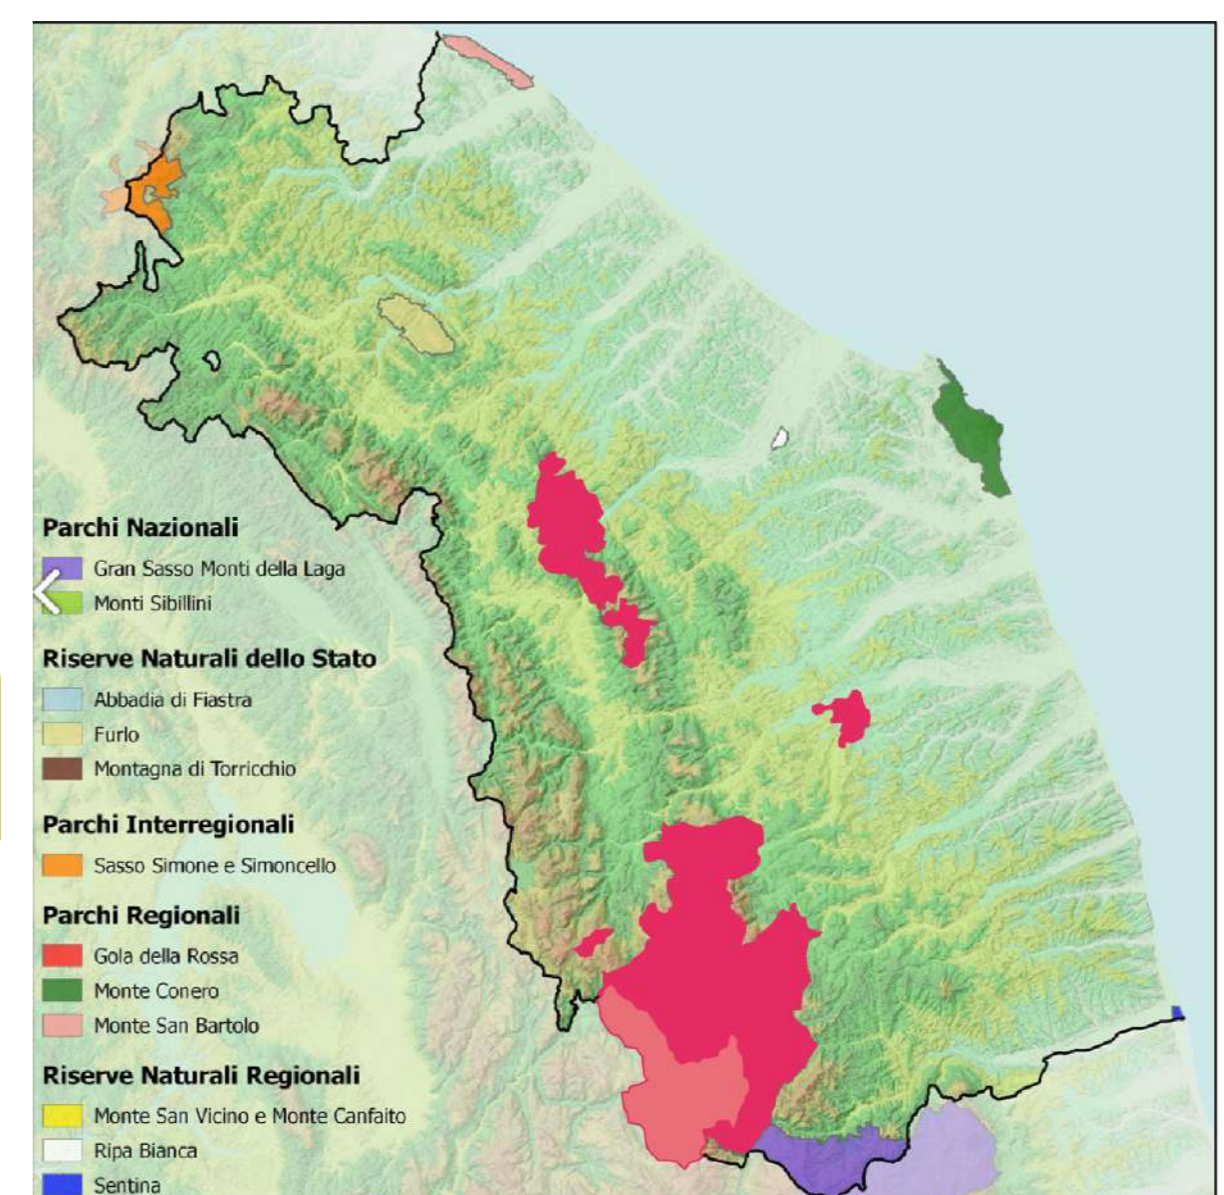 Parchi Nazionali
Gran Sasso Monti della Laga
Monti Sibillini
Riserve Naturali dello Stato
Abbadia di Fiastra
Furlo
Montagna di Torricchio
Parchi Interregionali
Sasso Simone e Simoncello
Parchi Regionali
Gola della Rossa
Monte Conero
Monte San Bartolo
Riserve Naturali Regionali
Monte San Vicino e Monte Canfaito
Ripa Bianca
Sentina